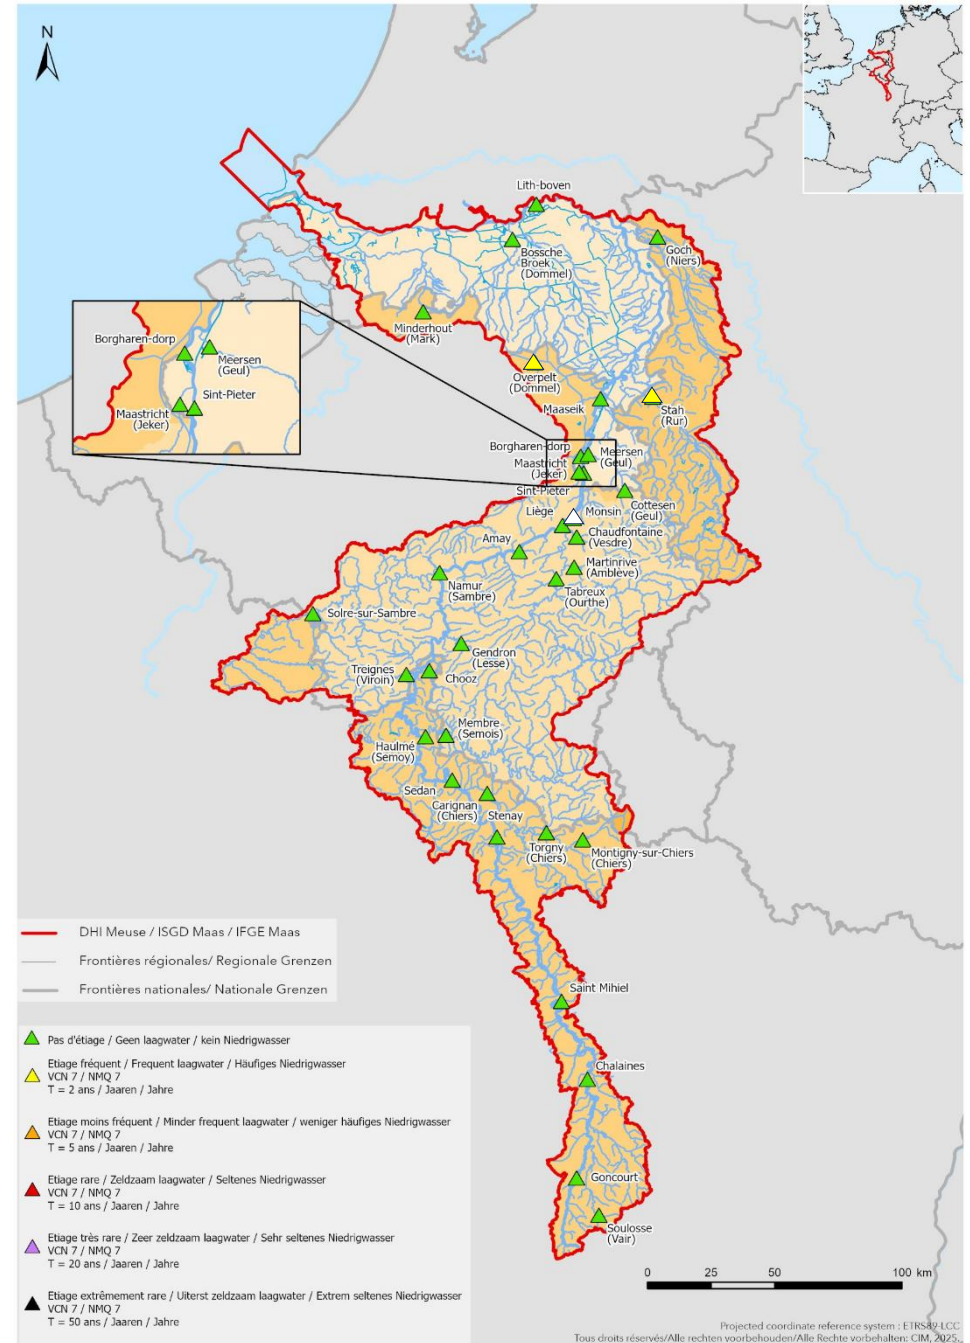 N
Lith-boven
Bossche
Broek
(Dommel)
Goch
(Niers)
Minderhout
(Mark)
Borgharen-dorp
Meersen
(Geul)
Sint-Pieter
Maastricht
(Jeker)
Overpelt
(Dommel)
Maaseik
Stah
(Rur)
Borgharen-dorp
Meersen
(Geul)
Maastricht
(Jeker)
Sint-Pieter
Cottesen
(Geul)
Liège
Monsin
Chaudfontaine
(Vesdre)
Amay
Martinrive
(Amblève)
Namur
(Sambre)
Tabreux
(Ourthe)
Solre-sur-Sambre
Gendron
(Lesse)
Treignes
(Viroin)
Chooz
Membre
(Semois)
Haulmé
(Semoy)
Sedan
Carignan
(Chiers)
Stenay
Torgny
(Chiers)
Montigny-sur-Chiers
(Chiers)
Saint Mihiel
Chalaines
Goncourt
Soulosse
(Vair)
DHI Meuse / ISGD Maas / IFGE Maas
Frontières régionales/ Regionale Grenzen
Frontières nationales/ Nationale Grenzen
Pas d'étiage / Geen laagwater / kein Niedrigwasser
Etiage fréquent / Frequent laagwater / Häufiges Niedrigwasser
VCN 7 / NMQ 7
T = 2 ans / Jaaren / Jahre
Etiage moins fréquent / Minder frequent laagwater / weniger häufiges Niedrigwasser
VCN 7 / NMQ 7
T = 5 ans / Jaaren / Jahre
Etiage rare / Zeldzaam laagwater / Seltenes Niedrigwasser
VCN 7 / NMQ 7
T = 10 ans / Jaaren / Jahre
Etiage très rare / Zeer zeldzaam laagwater / Sehr seltenes Niedrigwasser
VCN 7 / NMQ 7
T = 20 ans / Jaaren / Jahre
Etiage extrêmement rare / Uiterst zeldzaam laagwater / Extrem seltenes Niedrigwasser
VCN 7 / NMQ 7
T = 50 ans / Jaaren / Jahre
0 25 50 100 km
Projected coordinate reference system : ETRS89-LCC
Tous droits réservés/Alle rechten voorbehouden/Alle Rechte vorbehalten: CIM, 2025.